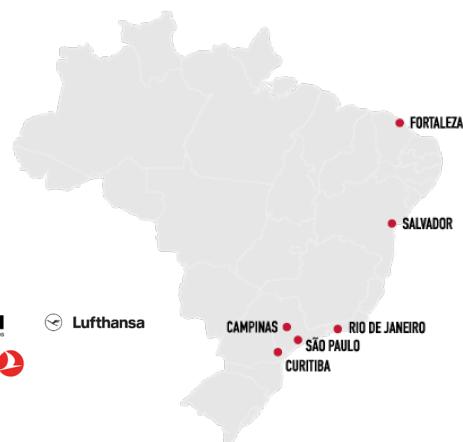 FORTALEZA
SALVADOR
Lufthansa
CAMPINAS
RIO DE JANEIRO
SÃO PAULO
CURITIBA